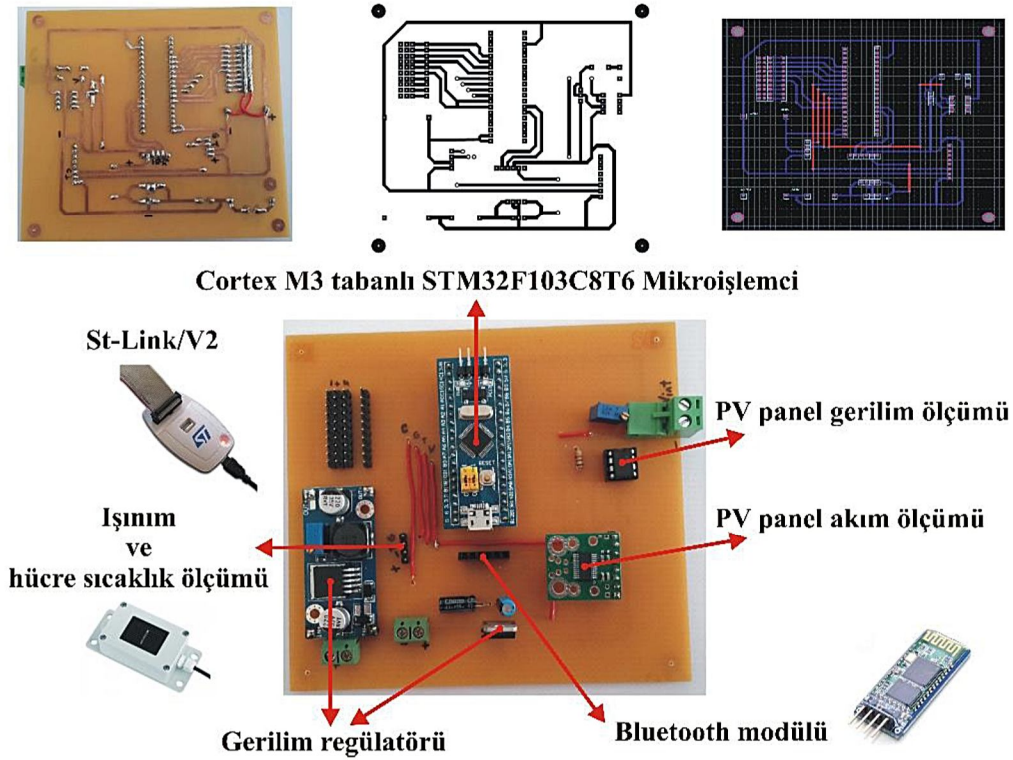 Cortex M3 tabanlı STM32F103C8T6 Mikroişlemci
St-Link/V2
PV panel gerilim ölçümü
PV panel akım ölçümü
Işınım
ve
hücre sıcaklık ölçümü
RESET
Gerilim regülatörü
Bluetooth modülü